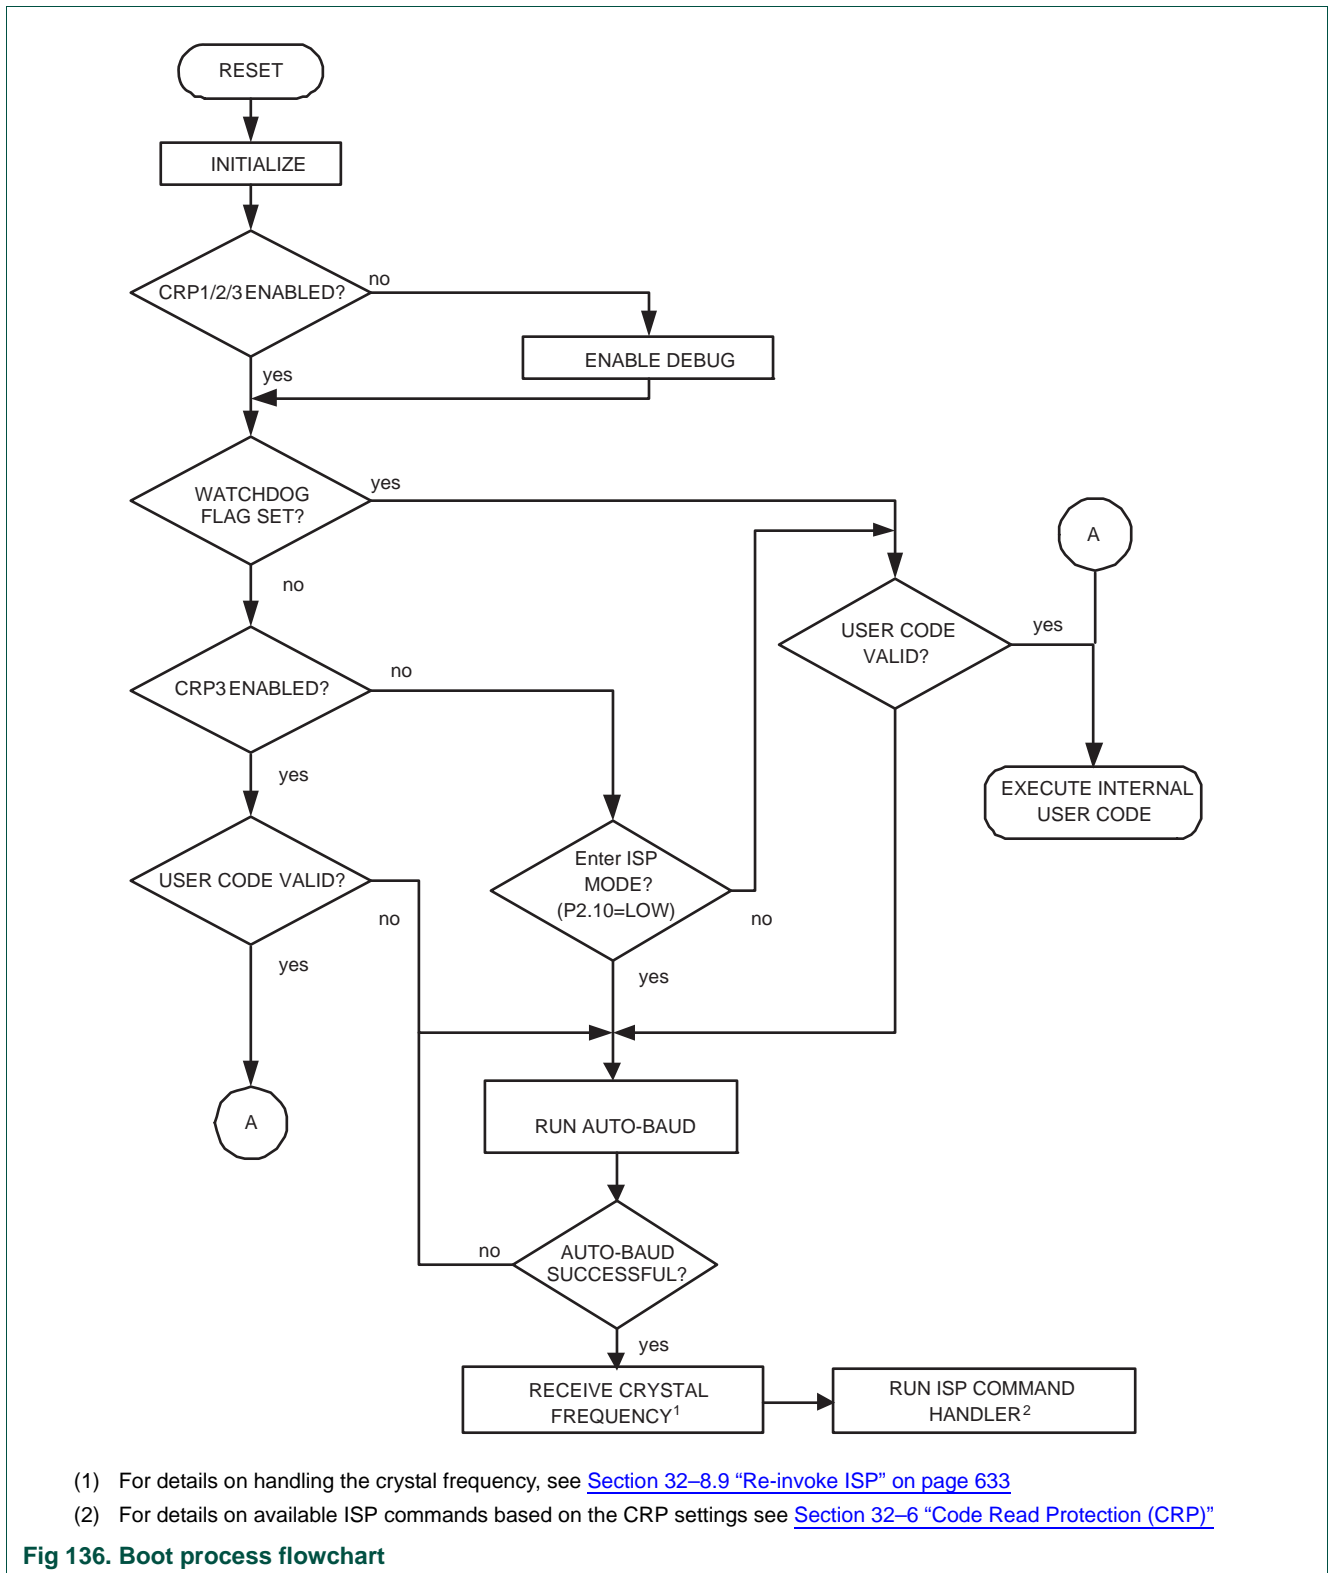 RESET
INITIALIZE
CRP1/2/3 ENABLED?
no
ENABLE DEBUG
yes
WATCHDOG
FLAG SET?
yes
no
A
USER CODE
VALID?
yes
CRP3 ENABLED?
no
yes
EXECUTE INTERNAL
USER CODE
USER CODE VALID?
no
yes
Enter ISP
MODE?
(P2.10=LOW)
no
yes
A
RUN AUTO-BAUD
AUTO-BAUD
SUCCESSFUL?
no
yes
RECEIVE CRYSTAL
FREQUENCY1
RUN ISP COMMAND
HANDLER2
(1) For details on handling the crystal frequency, see Section 32–8.9 “Re-invoke ISP” on page 633
(2) For details on available ISP commands based on the CRP settings see Section 32–6 “Code Read Protection (CRP)”
Fig 136. Boot process flowchart